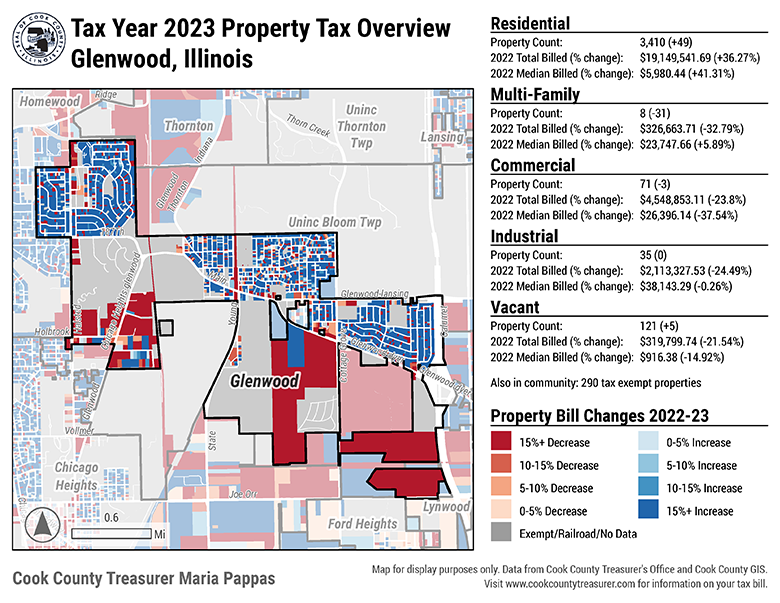 SEAL OF COOK COUNTY
ILLINOIS
Tax Year 2023 Property Tax Overview
Glenwood, Illinois
Residential
Property Count: 3,410 (+49)
2022 Total Billed (% change): $19,149,541.69 (+36.27%)
2022 Median Billed (% change): $5,980.44 (+41.31%)
Multi-Family
Property Count: 8 (-31)
2022 Total Billed (% change): $326,663.71 (-32.79%)
2022 Median Billed (% change): $23,747.66 (+5.89%)
Commercial
Property Count: 71 (-3)
2022 Total Billed (% change): $4,548,853.11 (-23.8%)
2022 Median Billed (% change): $26,396.14 (-37.54%)
Industrial
Property Count: 35 (0)
2022 Total Billed (% change): $2,113,327.53 (-24.49%)
2022 Median Billed (% change): $38,143.29 (-0.26%)
Vacant
Property Count: 121 (+5)
2022 Total Billed (% change): $319,799.74 (-21.54%)
2022 Median Billed (% change): $916.38 (-14.92%)
Also in community: 290 tax exempt properties
Property Bill Changes 2022-23
15%+ Decrease
10-15% Decrease
5-10% Decrease
0-5% Decrease
0-5% Increase
5-10% Increase
10-15% Increase
15%+ Increase
Exempt/Railroad/No Data
Homewood
Ridge
Thornton
Uninc
Thornton
Twp
Thorn Creek
Lansing
Indiana
Glenwood
Thornton
187th
Uninc Bloom Twp
Main
Chicago Heights Glenwood
Halsted
Holbrook
Young
Glenwood-lansing
Glenwood
Cottage Grove
Glenwood Dyer
Glenwood
Vollmer
State
Chicago
Heights
Joe Orr
Lynwood
Ford Heights
0.6
Mi
Cook County Treasurer Maria Pappas
Map for display purposes only. Data from Cook County Treasurer's Office and Cook County GIS.
Visit www.cookcountytreasurer.com for information on your tax bill.